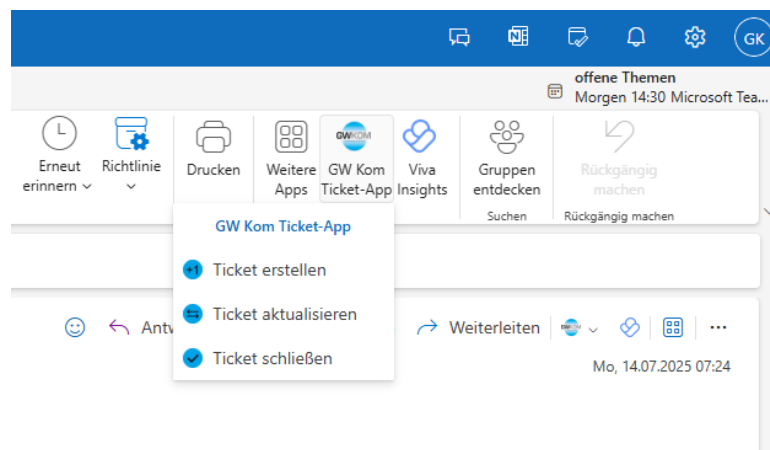 GK
offene Themen
Morgen 14:30 Microsoft Tea...
Erneut erinnern
Richtlinie
Drucken
Weitere Apps
GWKOM
GW Kom Ticket-App
Viva Insights
Gruppen entdecken
Rückgängig machen
Suchen
Rückgängig machen
GW Kom Ticket-App
+1 Ticket erstellen
Ticket aktualisieren
Ticket schließen
Antw
Weiterleiten
Mo, 14.07.2025 07:24